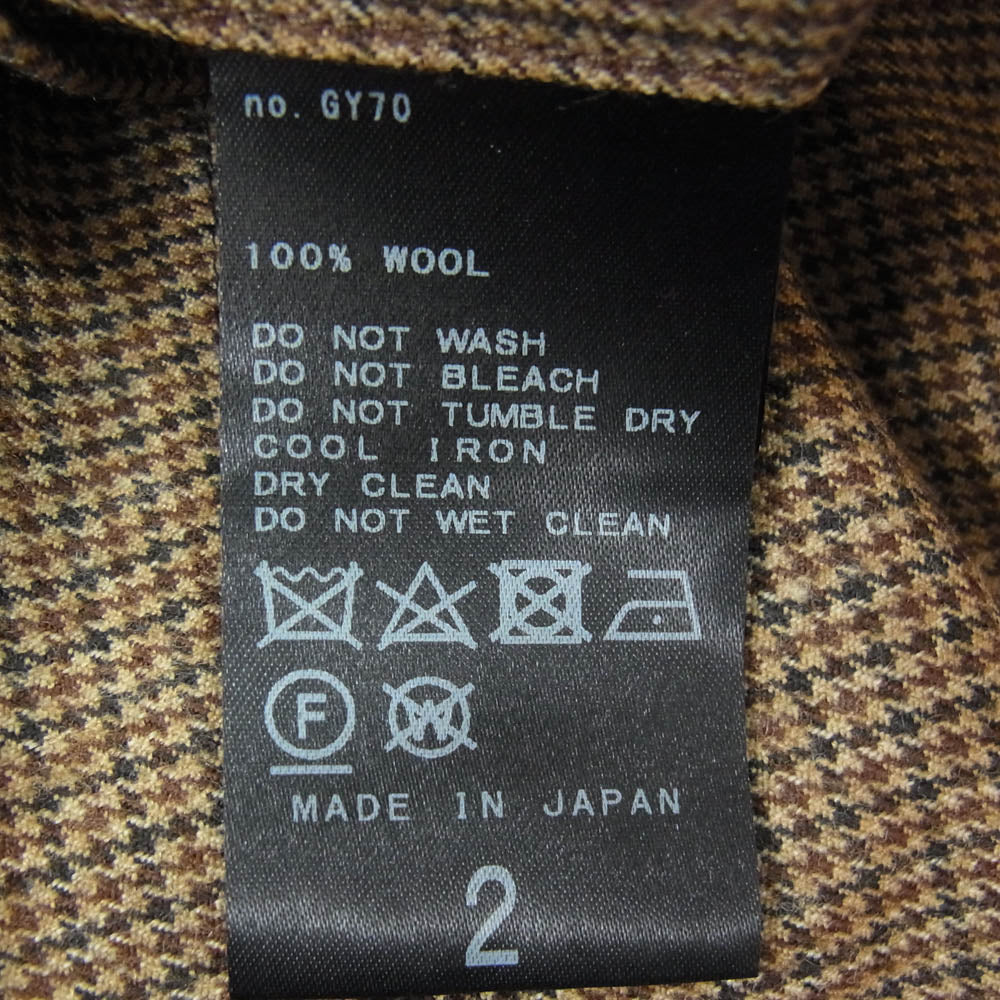 no. GY70
100% WOOL
DO NOT WASH
DO NOT BLEACH
DO NOT TUMBLE DRY
COOL IRON
DRY CLEAN
DO NOT WET CLEAN
F W
MADE IN JAPAN
2